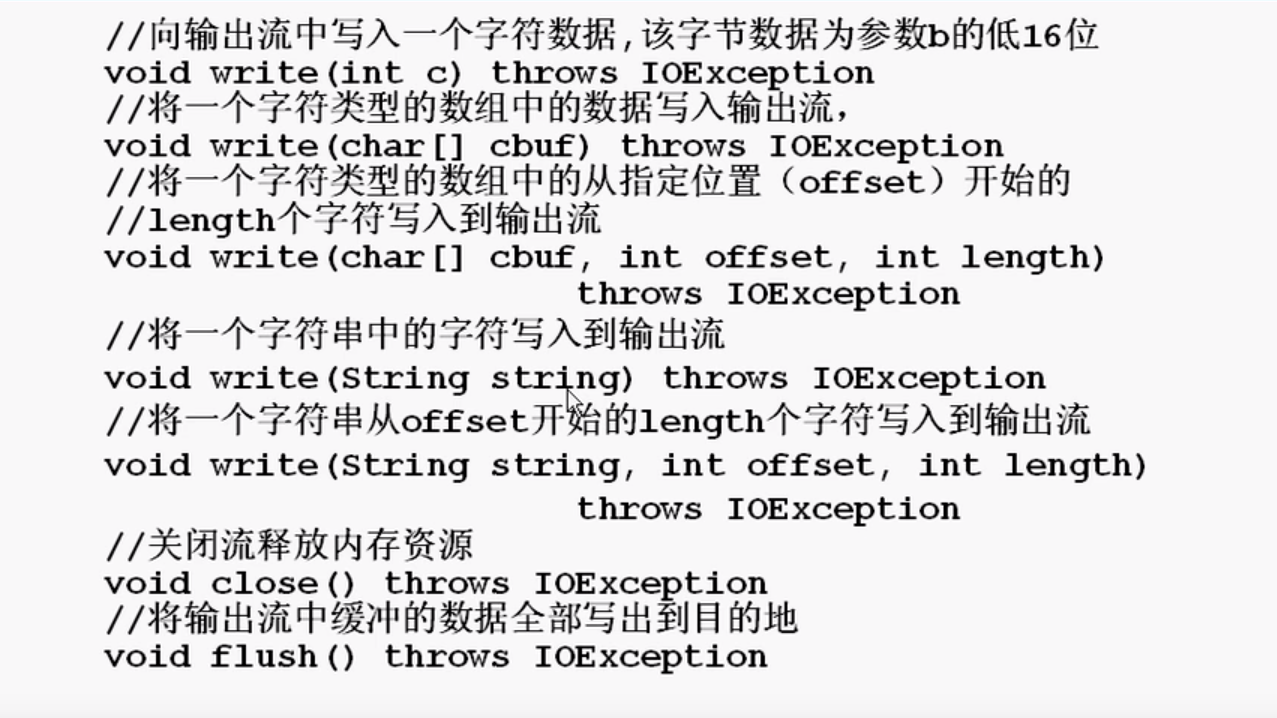 //向输出流中写入一个字符数据,该字节数据为参数b的低16位
void write(int c) throws IOException
//将一个字符类型的数组中的数据写入输出流，
void write(char[] cbuf) throws IOException
//将一个字符类型的数组中的从指定位置（offset）开始的
//length个字符写入到输出流
void write(char[] cbuf, int offset, int length)
throws IOException
//将一个字符串中的字符写入到输出流
void write(String string) throws IOException
//将一个字符串从offset开始的length个字符写入到输出流
void write(String string, int offset, int length)
throws IOException
//关闭流释放内存资源
void close() throws IOException
//将输出流中缓冲的数据全部写出到目的地
void flush() throws IOException